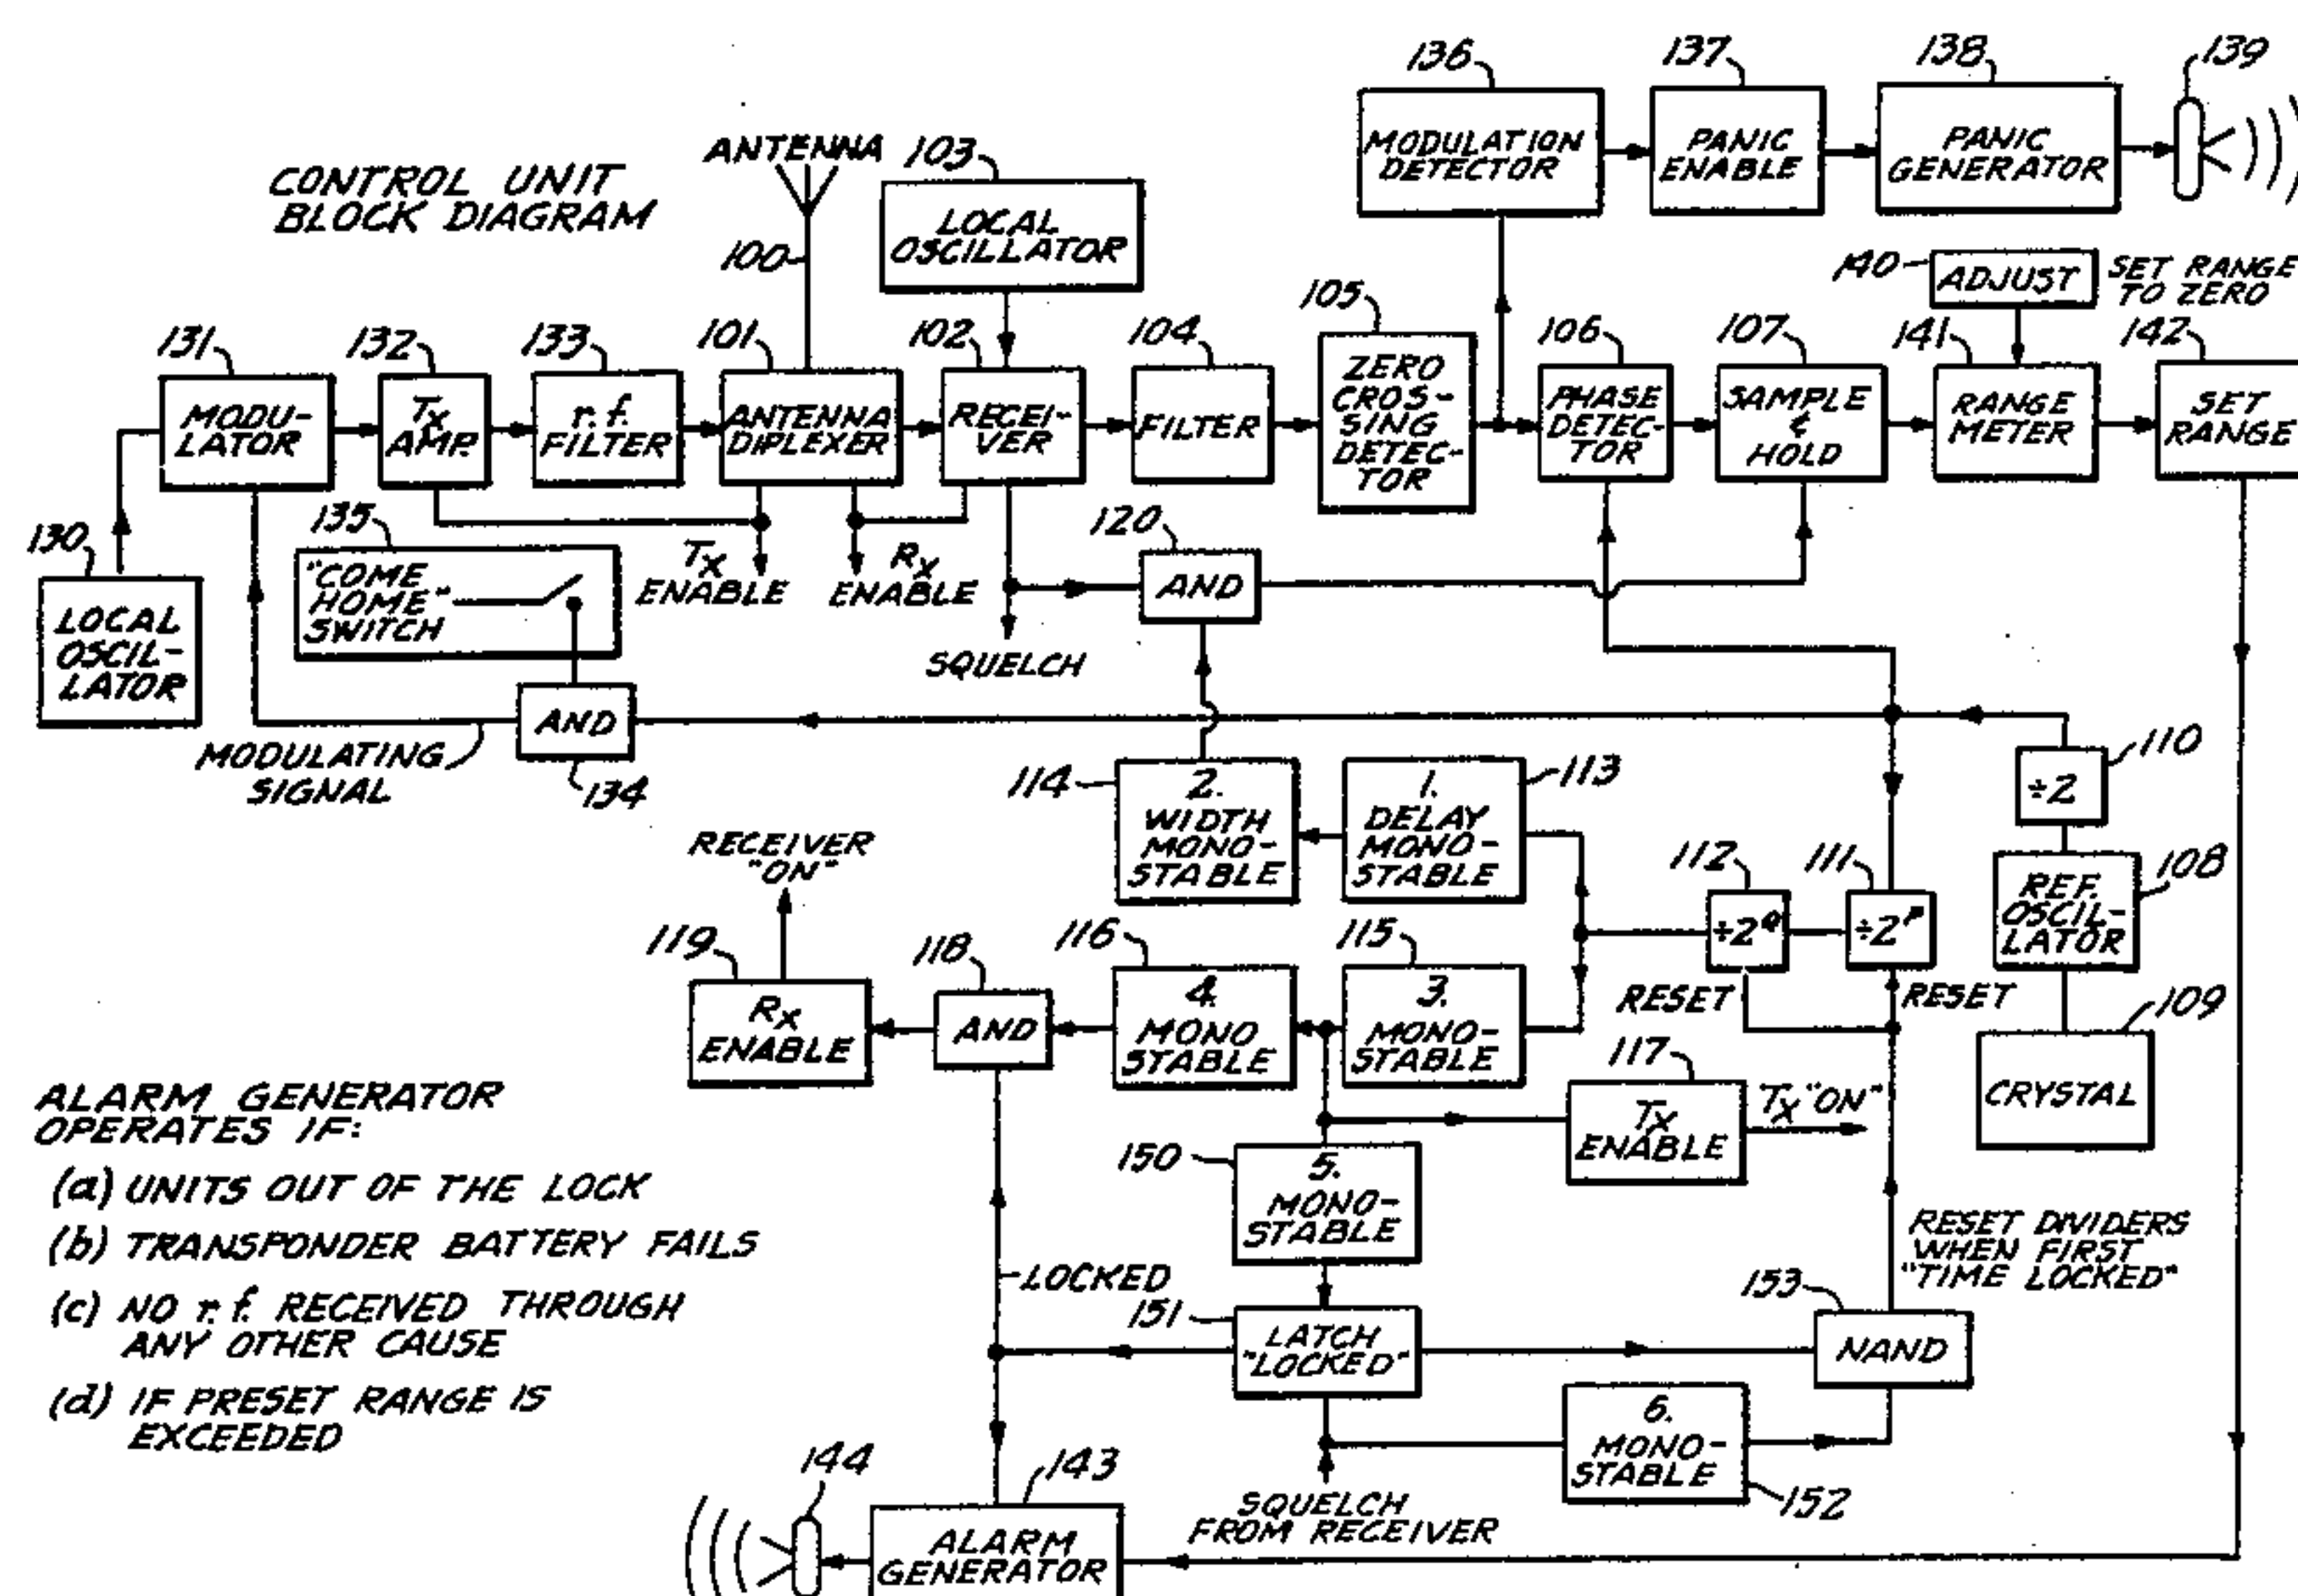 136
137
138
139
CONTROL UNIT
BLOCK DIAGRAM
ANTENNA
103
MODULATION
DETECTOR
PANIC
ENABLE
PANIC
GENERATOR
LOCAL
OSCILLATOR
100
140
ADJUST
SET RANGE
TO ZERO
131
132
133
101
102
104
105
106
107
141
142
MODU-
LATOR
Tx
AMP.
r.f.
FILTER
ANTENNA
DIPLEXER
RECEI-
VER
FILTER
ZERO
CROS-
SING
DETEC-
TOR
PHASE
DETEC-
TOR
SAMPLE
&
HOLD
RANGE
METER
SET
RANGE
130
LOCAL
OSCIL-
LATOR
135
"COME
HOME"
SWITCH
Tx
ENABLE
Rx
ENABLE
SQUELCH
120
AND
AND
134
MODULATING
SIGNAL
110
÷2
114
2.
WIDTH
MONO-
STABLE
1.
DELAY
MONO-
STABLE
113
RECEIVER
"ON"
112
÷2Q
111
÷2P
REF.
OSCIL-
LATOR
108
119
Rx
ENABLE
118
AND
116
4.
MONO
STABLE
115
3.
MONO-
STABLE
RESET
RESET
109
CRYSTAL
117
Tx
ENABLE
Tx "ON"
ALARM GENERATOR
OPERATES IF:
(a) UNITS OUT OF THE LOCK
(b) TRANSPONDER BATTERY FAILS
(c) NO r.f. RECEIVED THROUGH
ANY OTHER CAUSE
(d) IF PRESET RANGE IS
EXCEEDED
150
5.
MONO-
STABLE
LOCKED
RESET DIVIDERS
WHEN FIRST
"TIME LOCKED"
151
LATCH
"LOCKED"
153
NAND
6.
MONO-
STABLE
152
SQUELCH
FROM RECEIVER
144
143
ALARM
GENERATOR